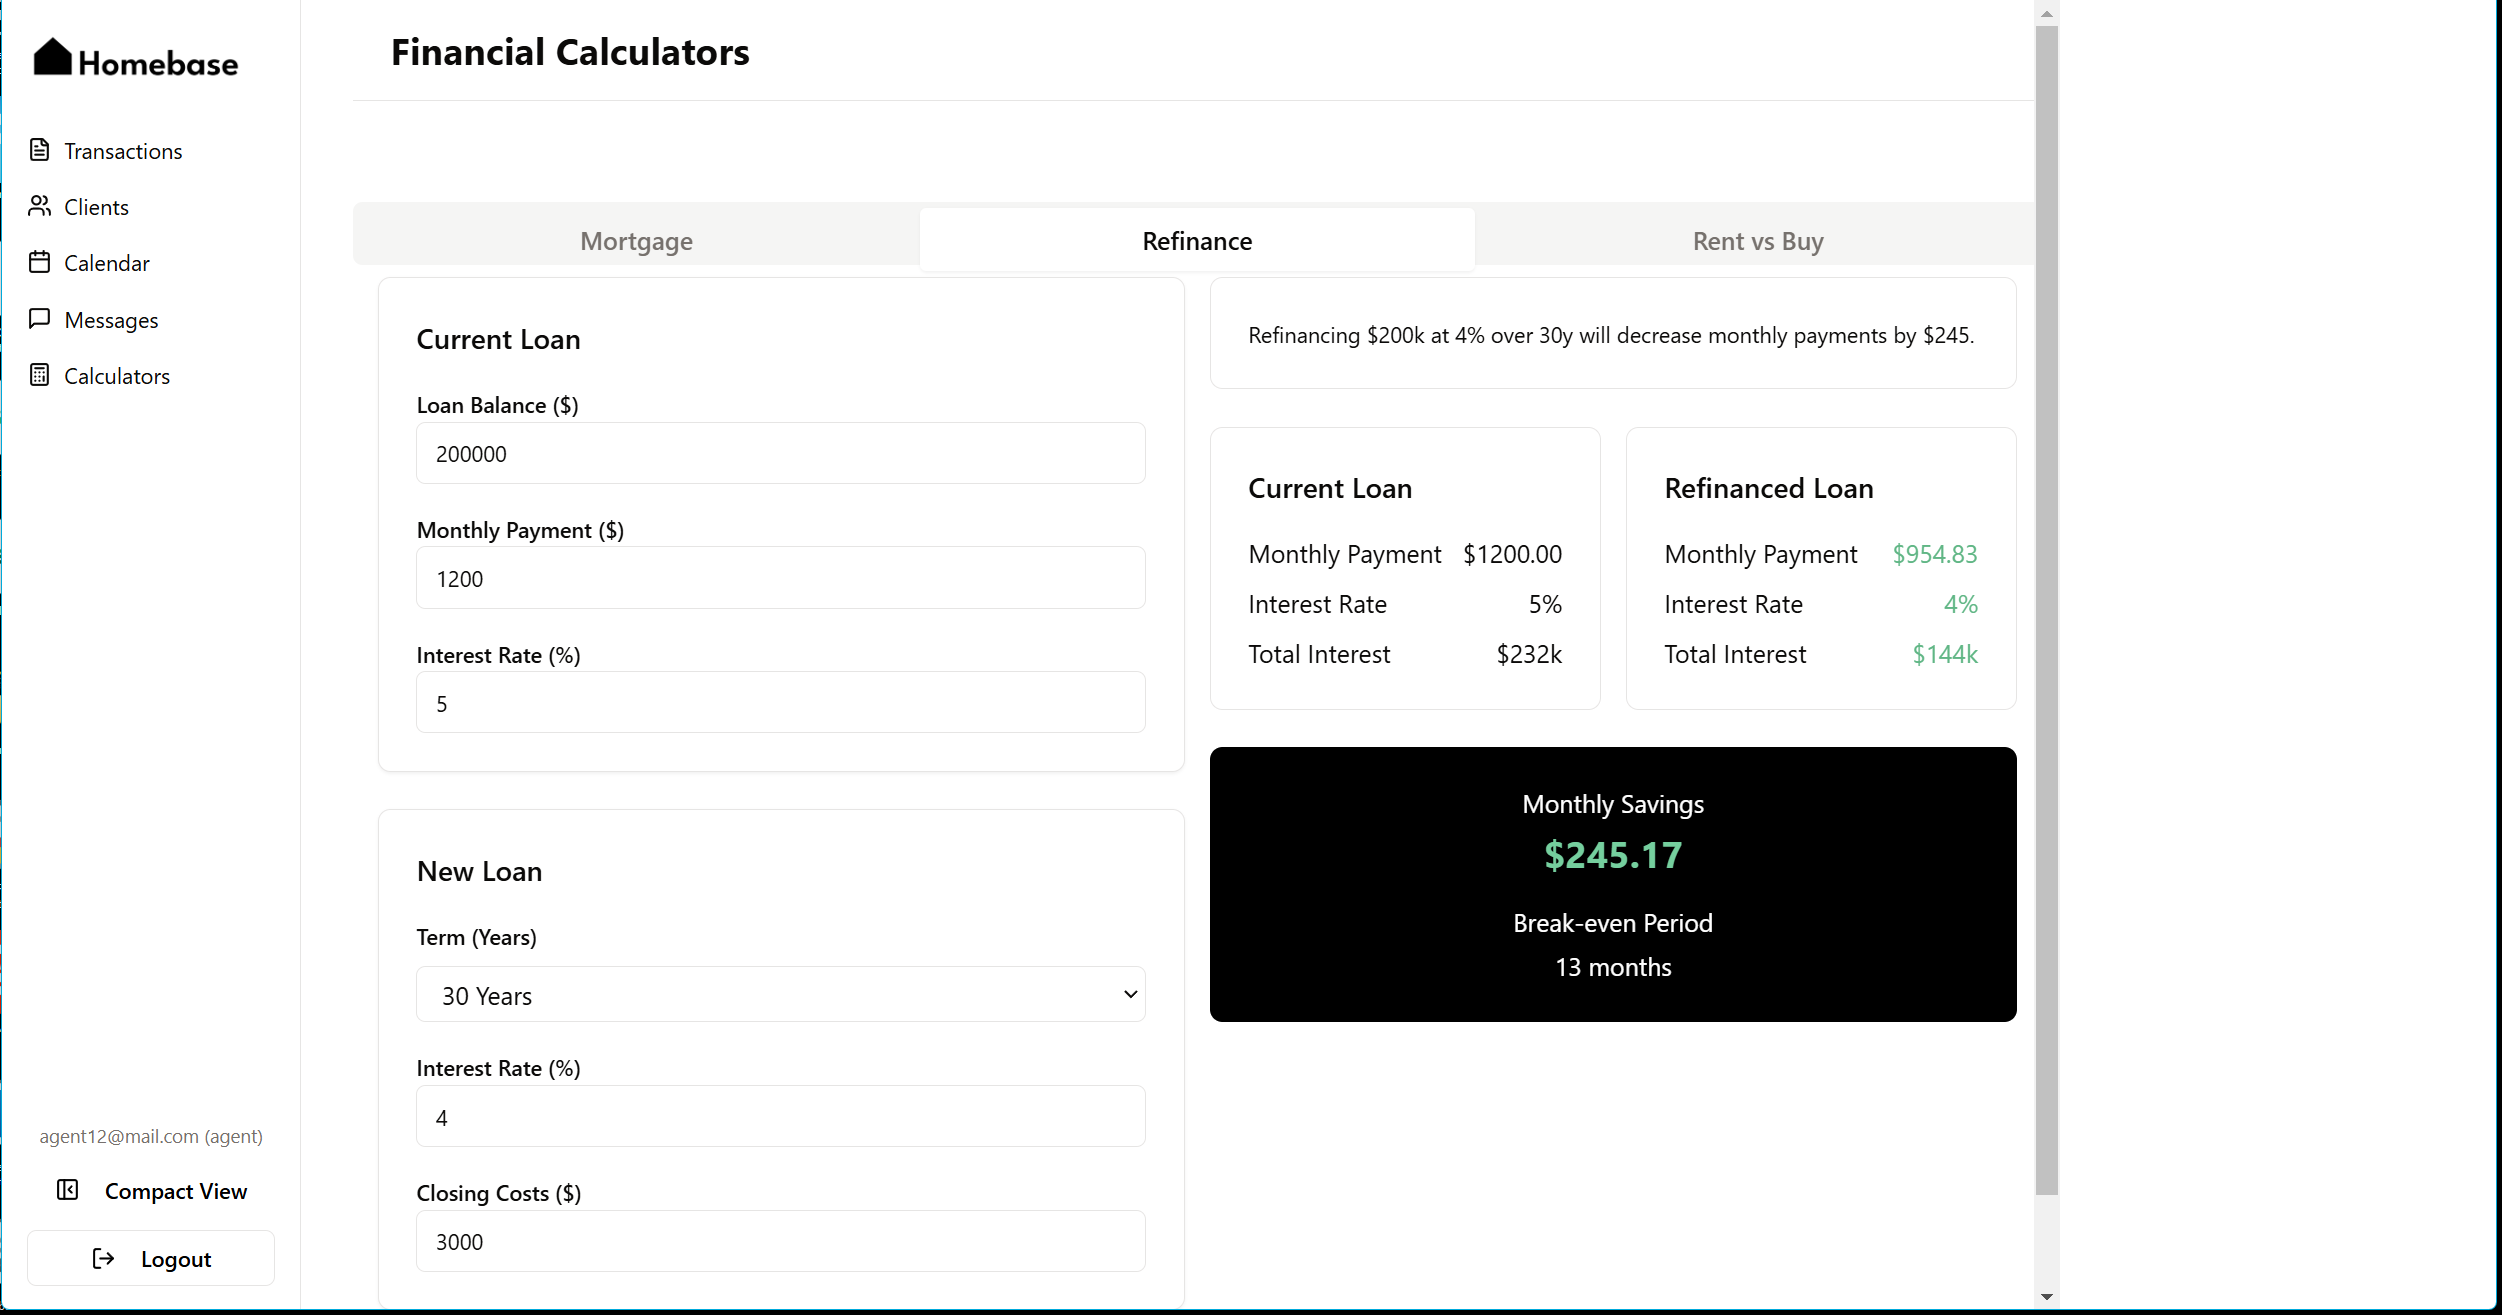 Homebase
Transactions
Clients
Calendar
Messages
Calculators
agent12@mail.com (agent)
Compact View
Logout
Financial Calculators
Mortgage
Refinance
Rent vs Buy
Current Loan
Loan Balance ($)
200000
Monthly Payment ($)
1200
Interest Rate (%)
5
New Loan
Term (Years)
30 Years
Interest Rate (%)
4
Closing Costs ($)
3000
Refinancing $200k at 4% over 30y will decrease monthly payments by $245.
Current Loan
Monthly Payment $1200.00
Interest Rate 5%
Total Interest $232k
Refinanced Loan
Monthly Payment $954.83
Interest Rate 4%
Total Interest $144k
Monthly Savings
$245.17
Break-even Period
13 months